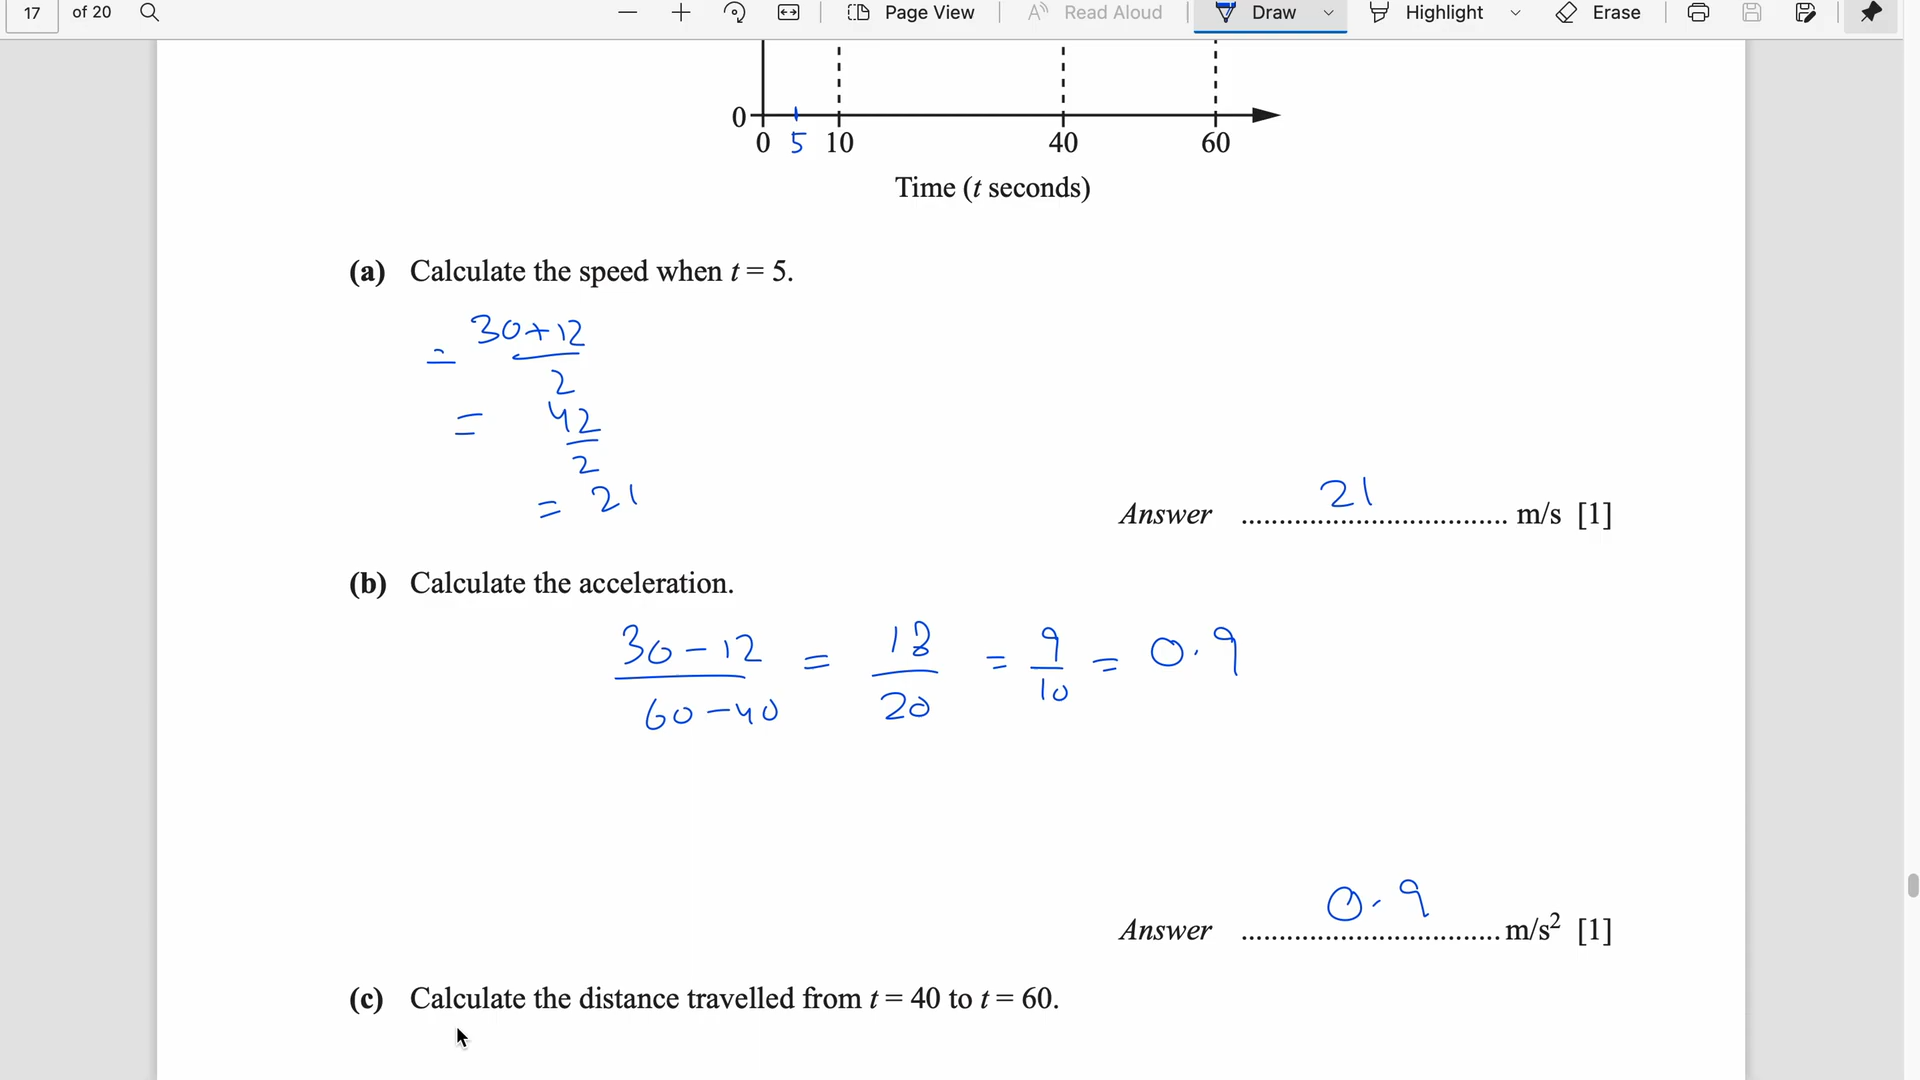 17 of 20 Page View Read Aloud Draw Highlight Erase
0
0 5 10 40 60
Time (t seconds)
(a) Calculate the speed when t = 5.
= 30+12
2
= 42
2
= 21
Answer 21 m/s [1]
(b) Calculate the acceleration.
30-12 = 18 = 9 = 0.9
60-40 20 10
Answer 0.9 m/s² [1]
(c) Calculate the distance travelled from t = 40 to t = 60.